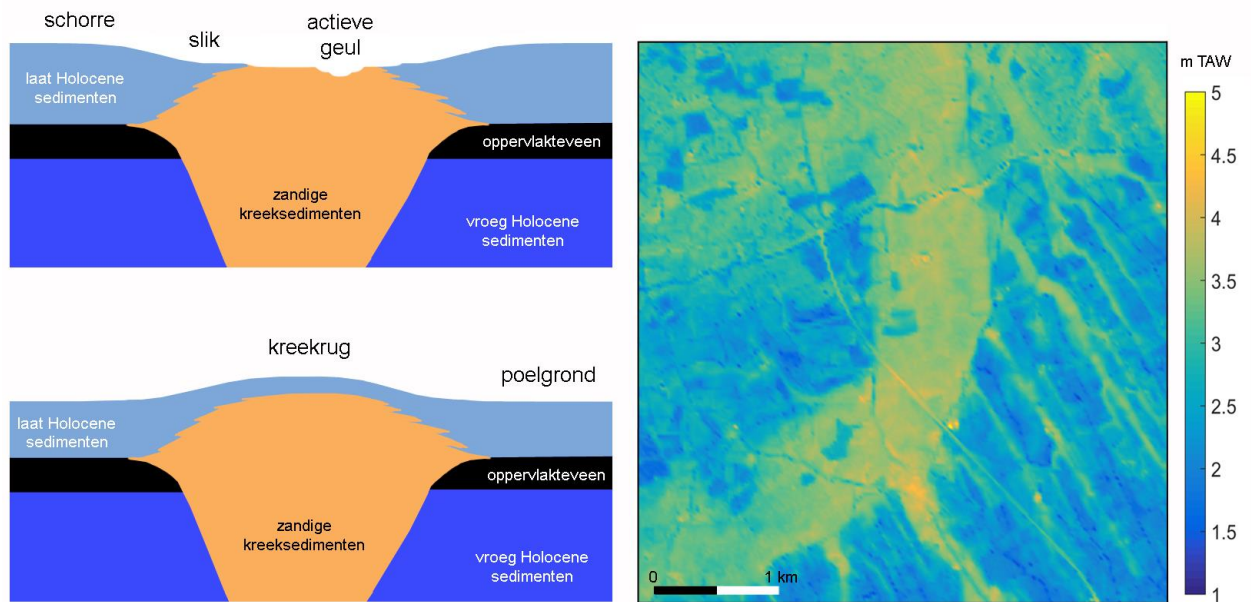 schorre
slik
actieve
geul
laat Holocene
sedimenten
oppervlakteveen
zandige
kreeksedimenten
vroeg Holocene
sedimenten
kreekrug
poelgrond
laat Holocene
sedimenten
oppervlakteveen
zandige
kreeksedimenten
vroeg Holocene
sedimenten
m TAW
5
4.5
4
3.5
3
2.5
2
1.5
1
0 1 km